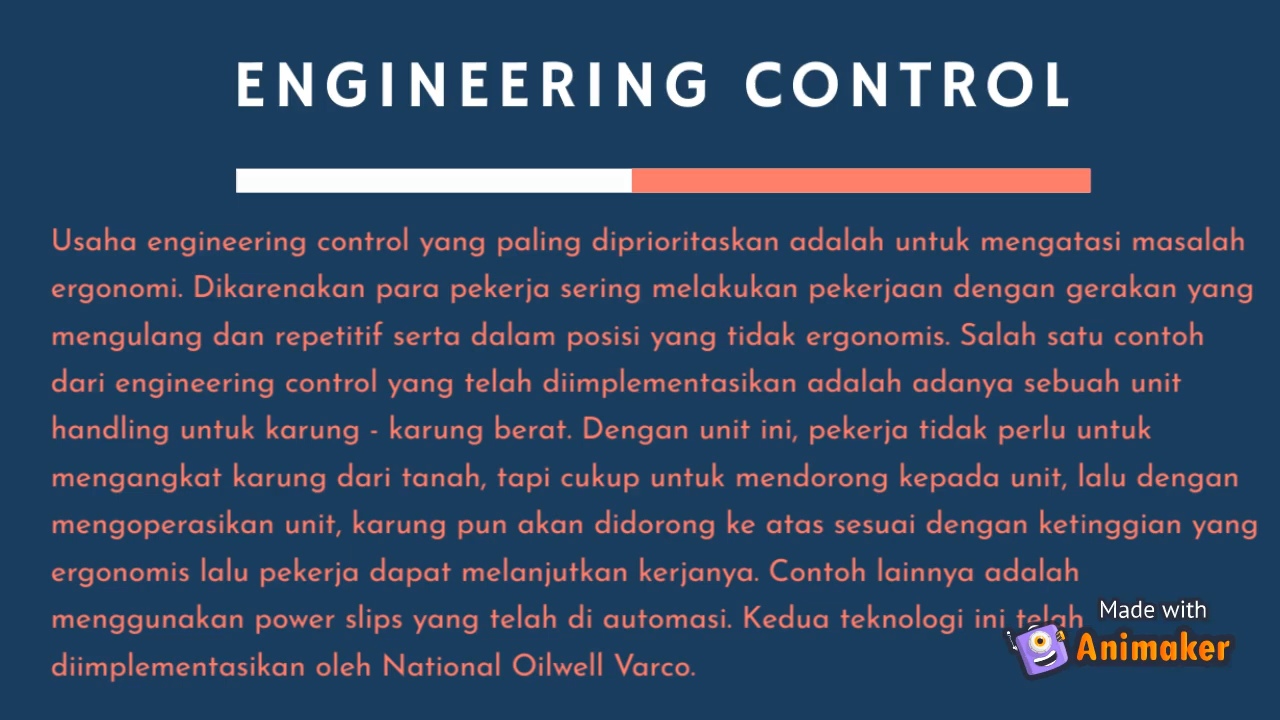 ENGINEERING CONTROL
Usaha engineering control yang paling diprioritaskan adalah untuk mengatasi masalah
ergonomi. Dikarenakan para pekerja sering melakukan pekerjaan dengan gerakan yang
mengulang dan repetitif serta dalam posisi yang tidak ergonomis. Salah satu contoh
dari engineering control yang telah diimplementasikan adalah adanya sebuah unit
handling untuk karung - karung berat. Dengan unit ini, pekerja tidak perlu untuk
mengangkat karung dari tanah, tapi cukup untuk mendorong kepada unit, lalu dengan
mengoperasikan unit, karung pun akan didorong ke atas sesuai dengan ketinggian yang
ergonomis lalu pekerja dapat melanjutkan kerjanya. Contoh lainnya adalah
menggunakan power slips yang telah di automasi. Kedua teknologi ini telah
diimplementasikan oleh National Oilwell Varco.
Made with
Animaker